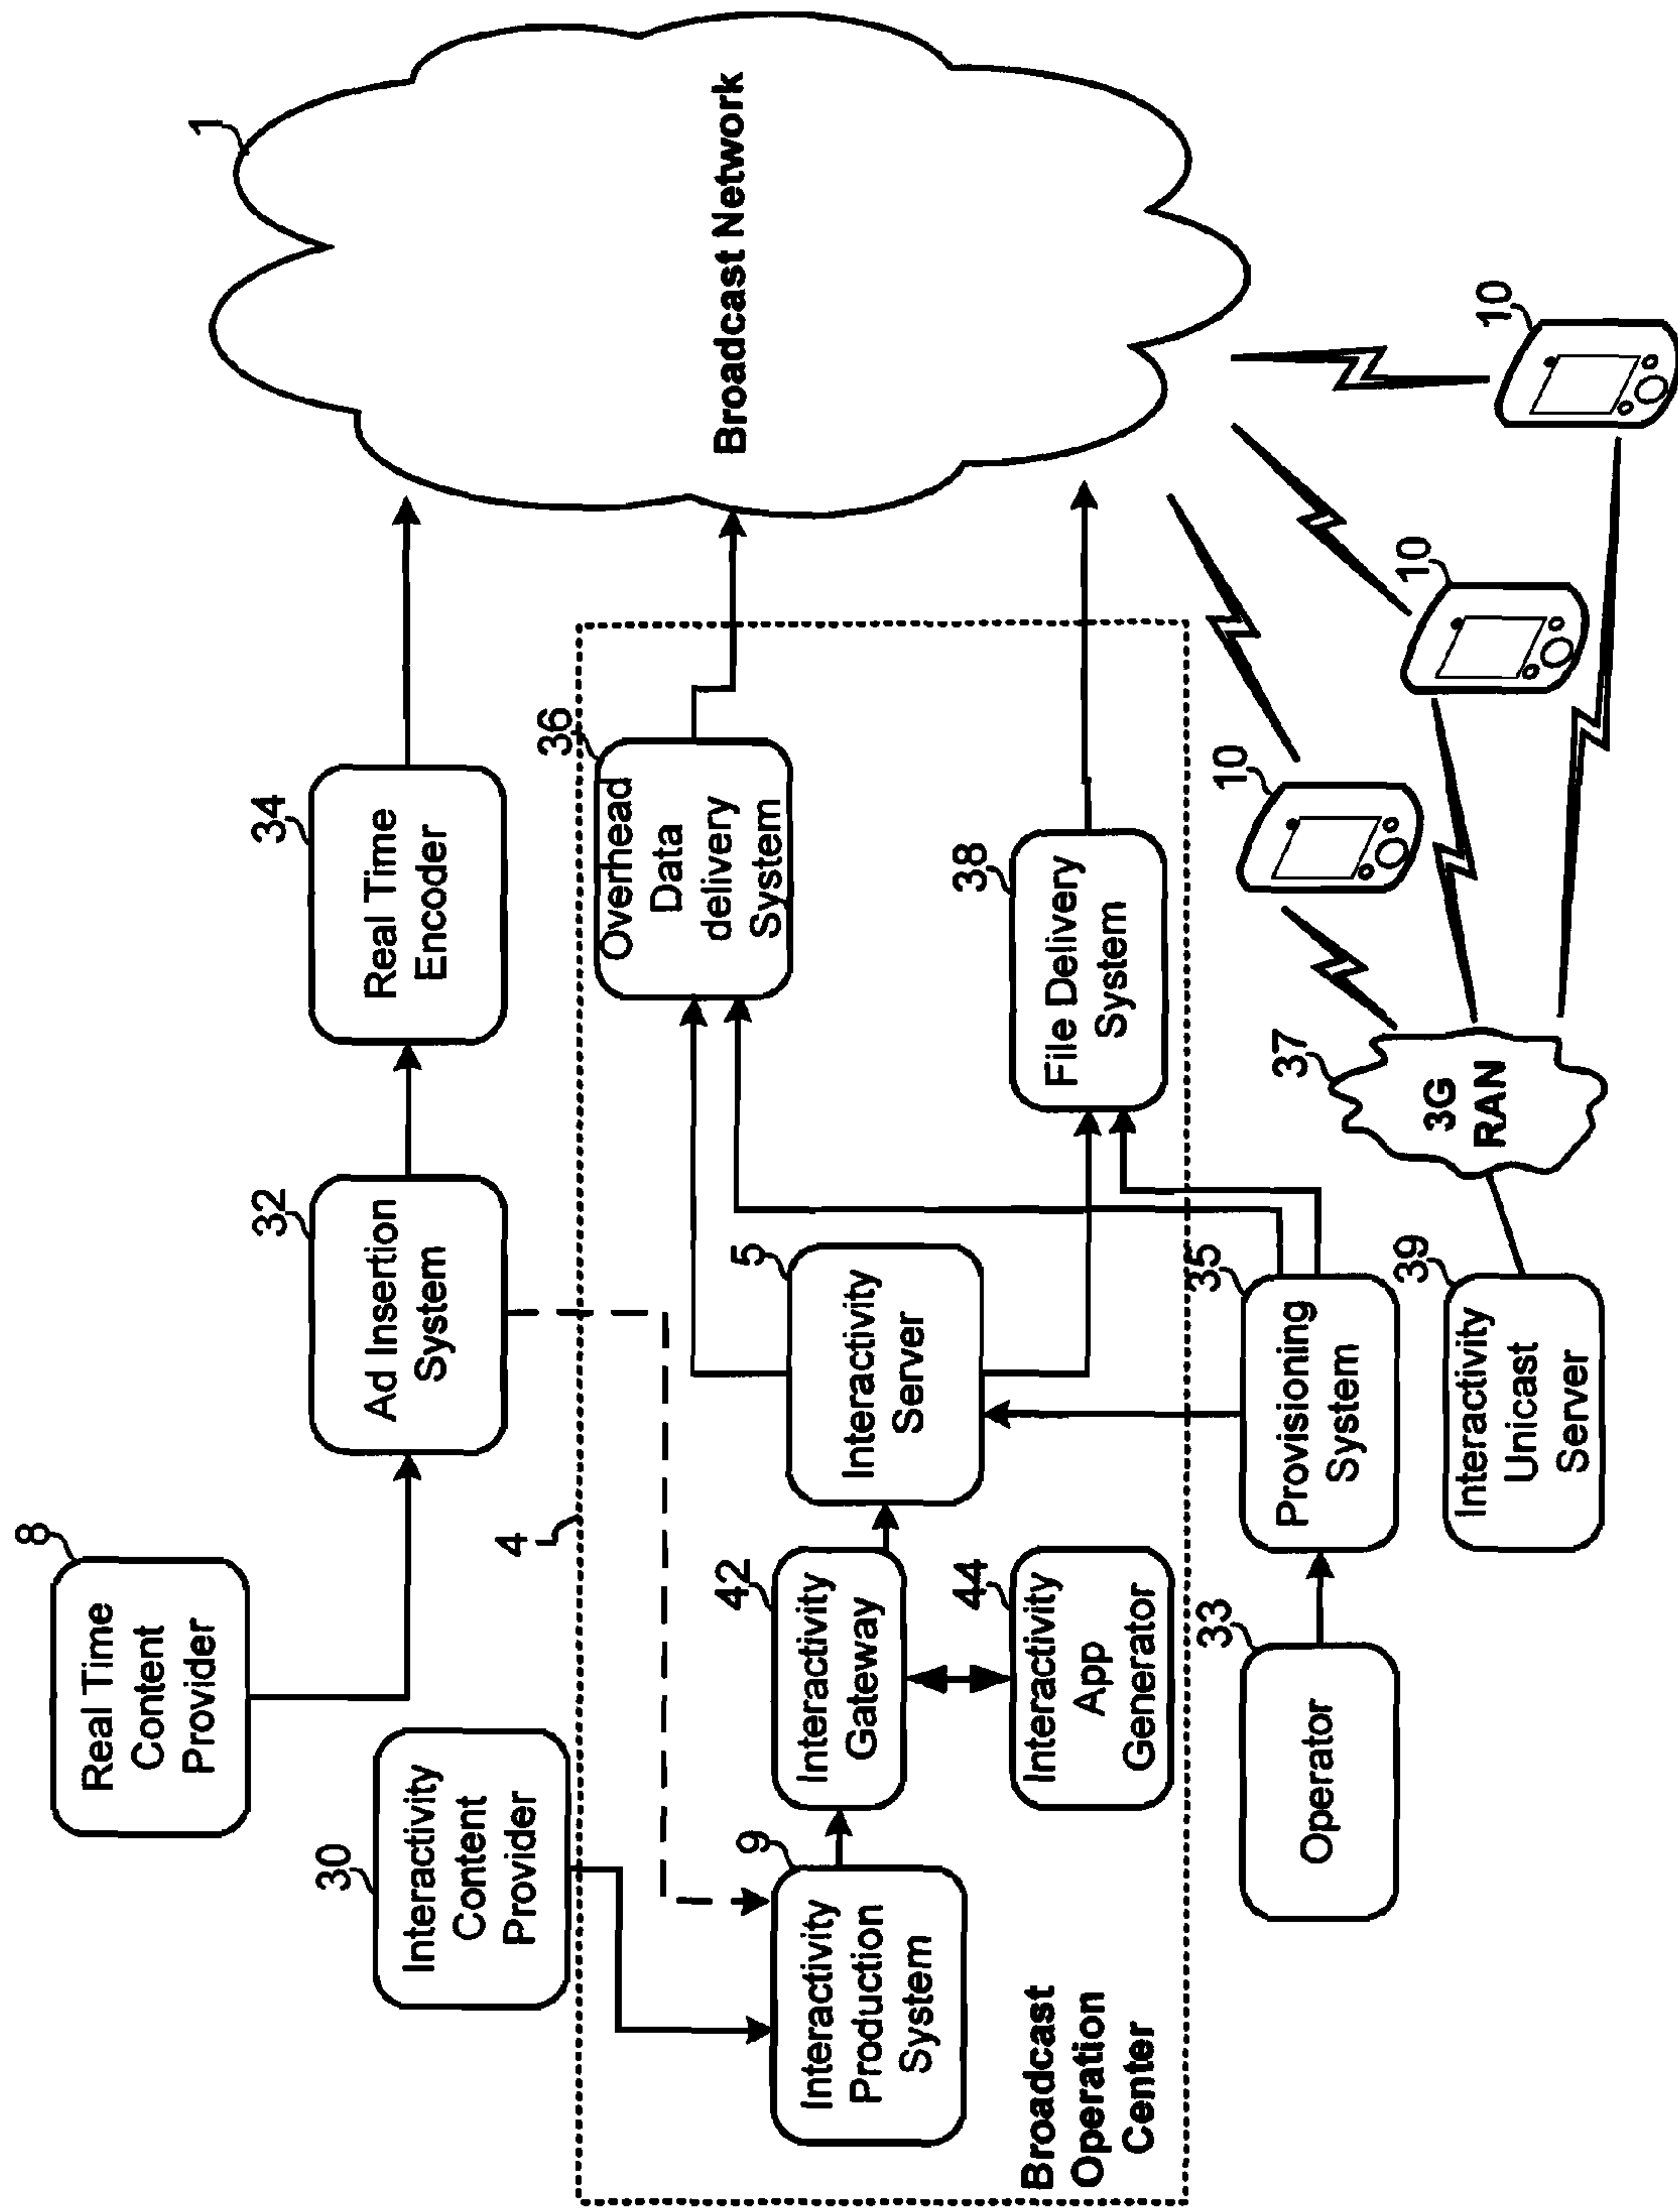 8
Real Time
Content
Provider
32
Ad Insertion
System
34
Real Time
Encoder
1
Broadcast Network
30
Interactivity
Content
Provider
4
36
Overhead
Data
delivery
System
9
Interactivity
Production
System
42
Interactivity
Gateway
5
Interactivity
Server
44
Interactivity
App
Generator
38
File Delivery
System
Broadcast
Operation
Center
33
Operator
35
Provisioning
System
39
Interactivity
Unicast
Server
37
3G
RAN
10
10
10